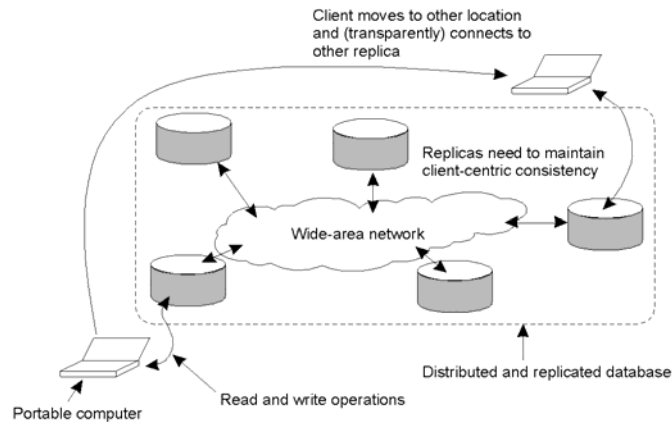 Client moves to other location
and (transparently) connects to
other replica
Replicas need to maintain
client-centric consistency
Wide-area network
Distributed and replicated database
Read and write operations
Portable computer